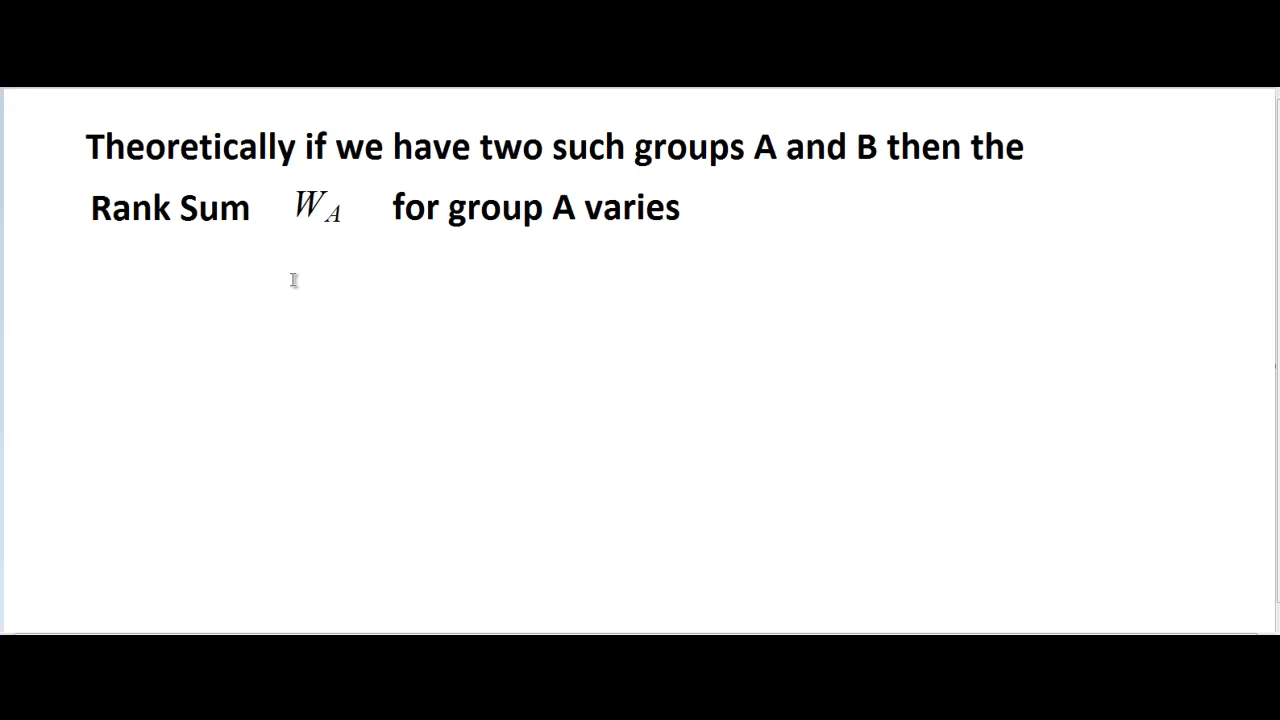 Theoretically if we have two such groups A and B then the
Rank Sum W_A for group A varies